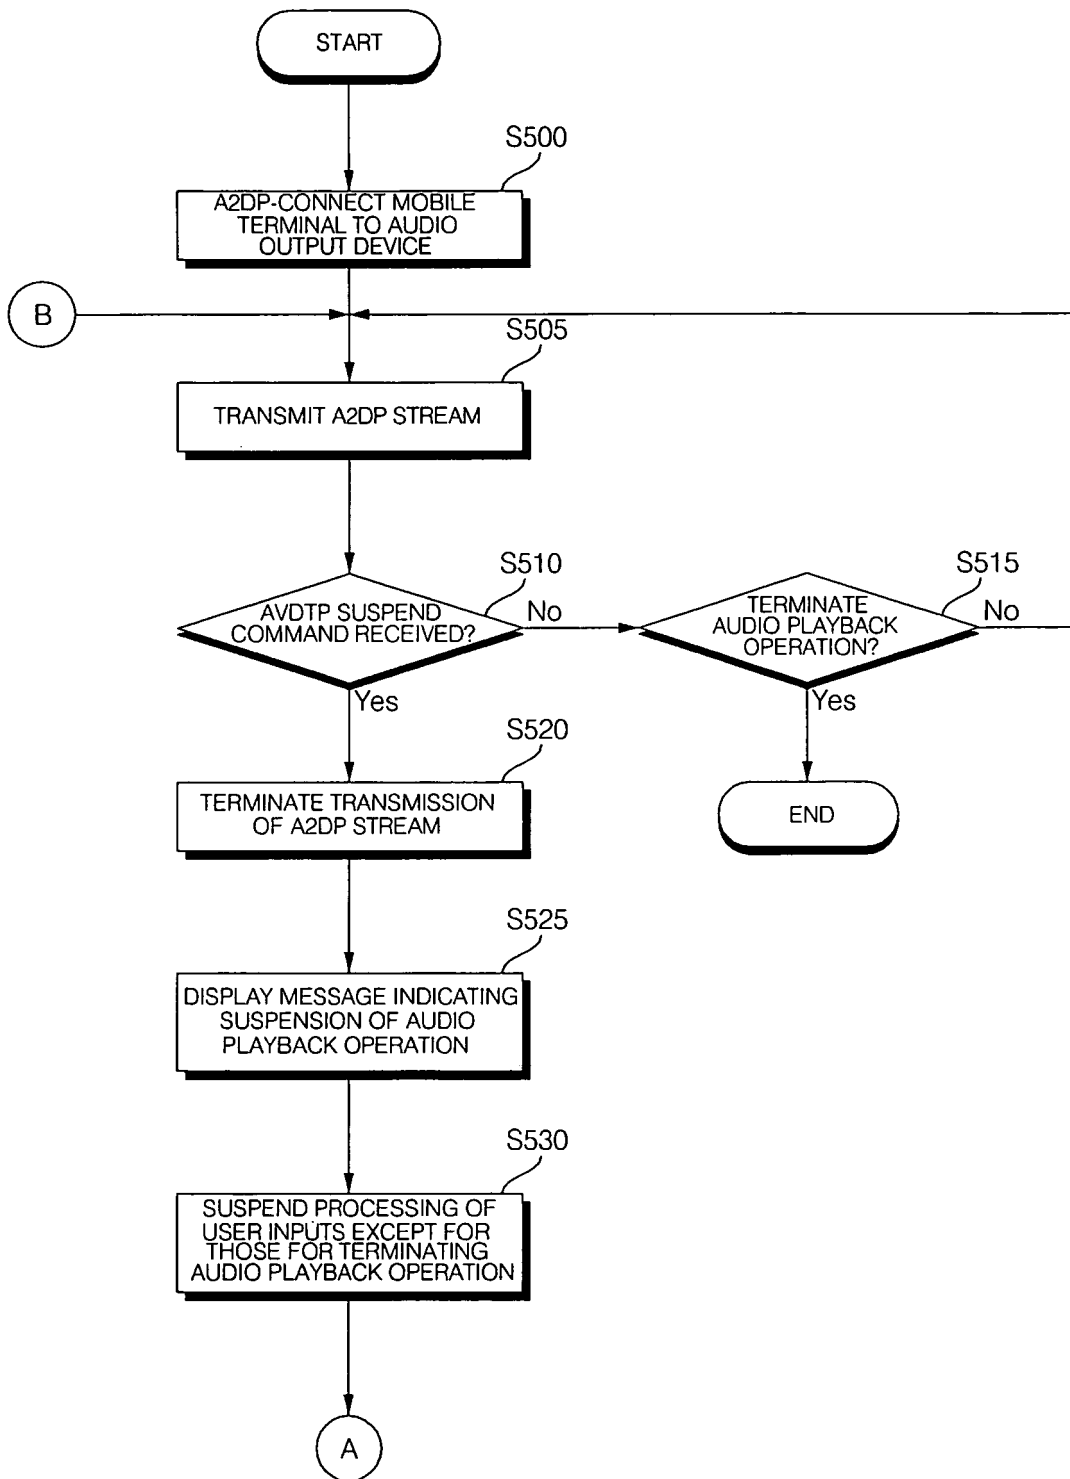 START
S500
A2DP-CONNECT MOBILE
TERMINAL TO AUDIO
OUTPUT DEVICE
B
S505
TRANSMIT A2DP STREAM
S510
AVDTP SUSPEND
COMMAND RECEIVED?
No
Yes
S515
TERMINATE
AUDIO PLAYBACK
OPERATION?
No
Yes
END
S520
TERMINATE TRANSMISSION
OF A2DP STREAM
S525
DISPLAY MESSAGE INDICATING
SUSPENSION OF AUDIO
PLAYBACK OPERATION
S530
SUSPEND PROCESSING OF
USER INPUTS EXCEPT FOR
THOSE FOR TERMINATING
AUDIO PLAYBACK OPERATION
A